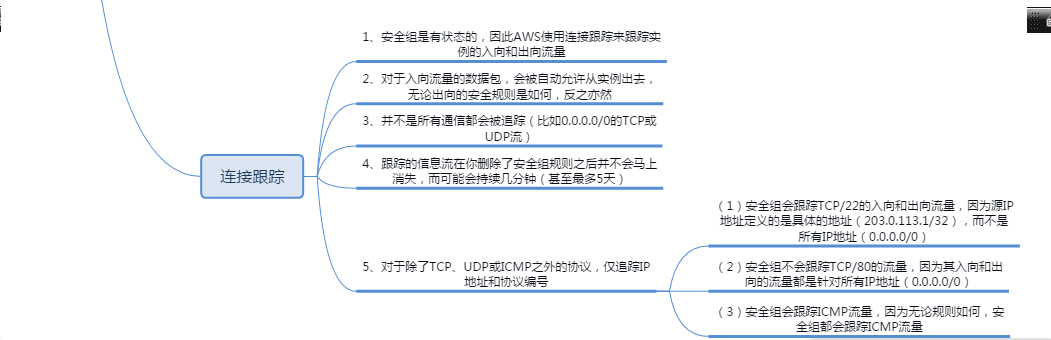 1、安全组是有状态的，因此AWS使用连接跟踪来跟踪实
例的入向和出向流量
2、对于入向流量的数据包，会被自动允许从实例出去，
无论出向的安全规则是如何，反之亦然
3、并不是所有通信都会被追踪（比如0.0.0.0/0的TCP或
UDP流）
4、跟踪的信息流在你删除了安全组规则之后并不会马上
消失，而可能会持续几分钟（甚至最多5天）
连接跟踪
5、对于除了TCP、UDP或ICMP之外的协议，仅追踪IP
地址和协议编号
（1）安全组会跟踪TCP/22的入向和出向流量，因为源IP
地址定义的是具体的地址（203.0.113.1/32），而不是
所有IP地址（0.0.0.0/0）
（2）安全组不会跟踪TCP/80的流量，因为其入向和出
向的流量都是针对所有IP地址（0.0.0.0/0）
（3）安全组会跟踪ICMP流量，因为无论规则如何，安
全组都会跟踪ICMP流量